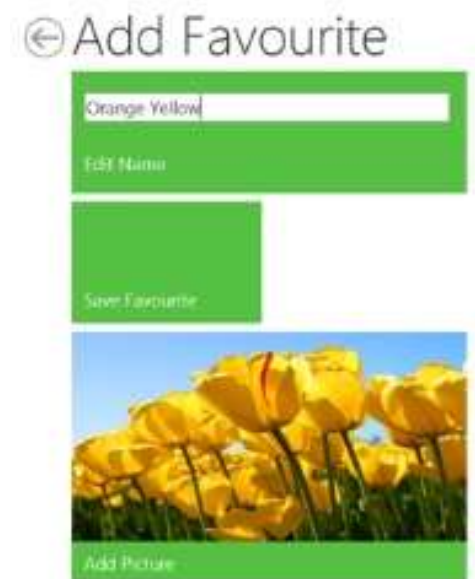 Add Favourite
Orange Yellow
Edit Name
Save Favourite
Add Picture